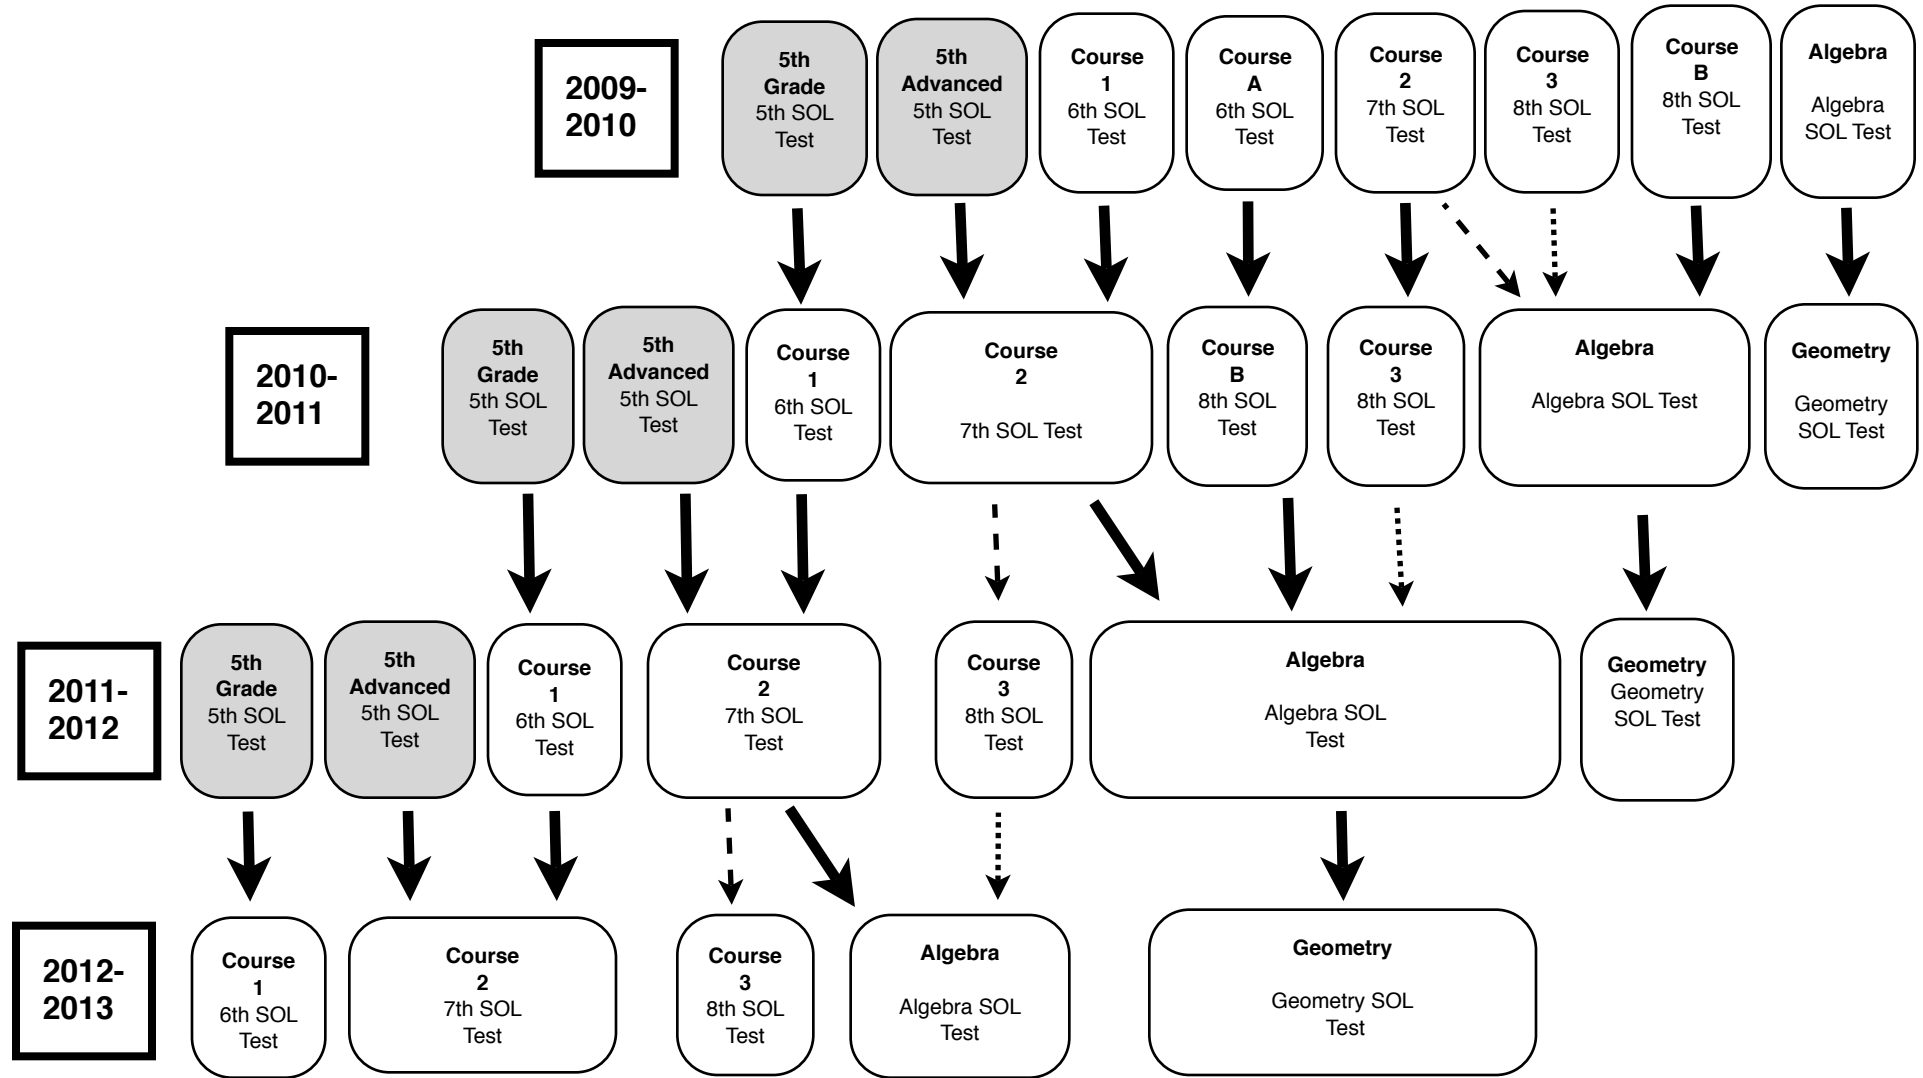 2009-
2010
5th
Grade
5th SOL
Test
5th
Advanced
5th SOL
Test
Course
1
6th SOL
Test
Course
A
6th SOL
Test
Course
2
7th SOL
Test
Course
3
8th SOL
Test
Course
B
8th SOL
Test
Algebra
Algebra
SOL Test
2010-
2011
5th
Grade
5th SOL
Test
5th
Advanced
5th SOL
Test
Course
1
6th SOL
Test
Course
2
7th SOL Test
Course
B
8th SOL
Test
Course
3
8th SOL
Test
Algebra
Algebra SOL Test
Geometry
Geometry
SOL Test
2011-
2012
5th
Grade
5th SOL
Test
5th
Advanced
5th SOL
Test
Course
1
6th SOL
Test
Course
2
7th SOL
Test
Course
3
8th SOL
Test
Algebra
Algebra SOL
Test
Geometry
Geometry
SOL Test
2012-
2013
Course
1
6th SOL
Test
Course
2
7th SOL
Test
Course
3
8th SOL
Test
Algebra
Algebra SOL
Test
Geometry
Geometry SOL
Test